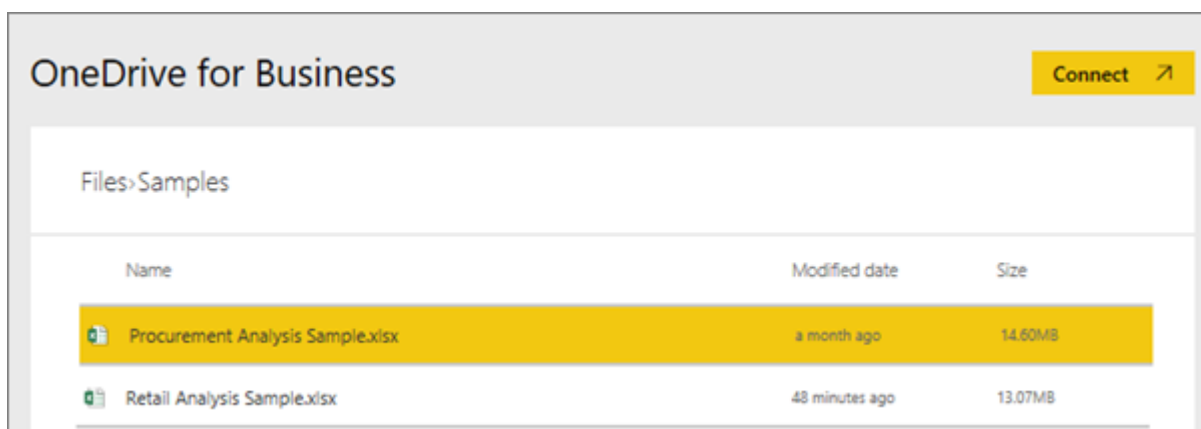 OneDrive for Business
Connect
Files›Samples
Name Modified date Size
Procurement Analysis Sample.xlsx a month ago 14.60MB
Retail Analysis Sample.xlsx 48 minutes ago 13.07MB